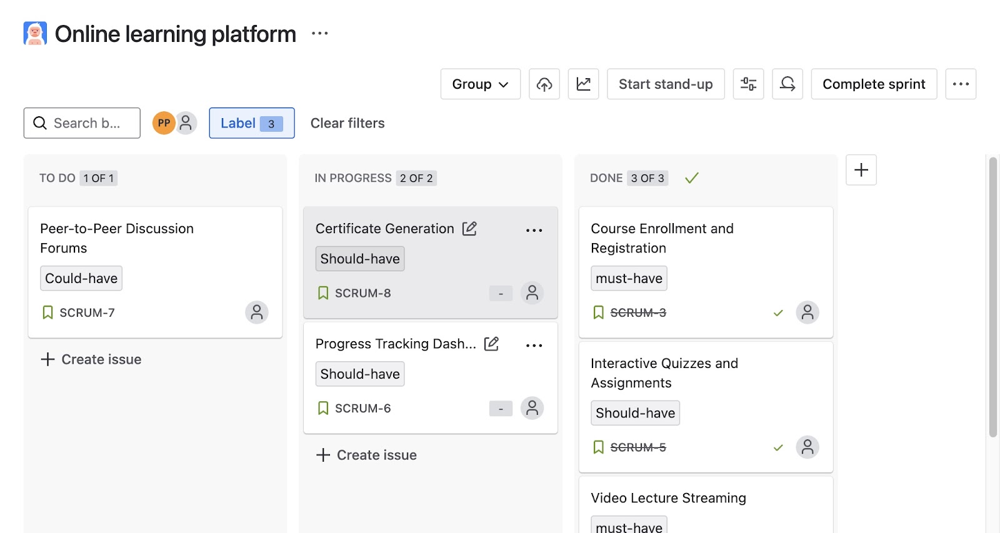 Online learning platform
Group
Start stand-up
Complete sprint
Search b...
PP
Label 3
Clear filters
TO DO 1 OF 1
Peer-to-Peer Discussion
Forums
Could-have
SCRUM-7
Create issue
IN PROGRESS 2 OF 2
Certificate Generation
Should-have
SCRUM-8
-
Progress Tracking Dash...
Should-have
SCRUM-6
-
Create issue
DONE 3 OF 3
Course Enrollment and
Registration
must-have
SCRUM-3
Interactive Quizzes and
Assignments
Should-have
SCRUM-5
Video Lecture Streaming
must-have